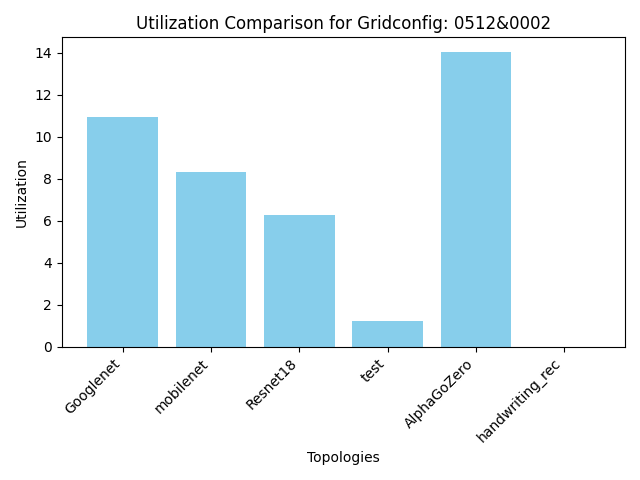 Utilization Comparison for Gridconfig: 0512&0002
14
12
10
8
6
4
2
0
Utilization
Googlenet
mobilenet
Resnet18
test
AlphaGoZero
handwriting_rec
Topologies